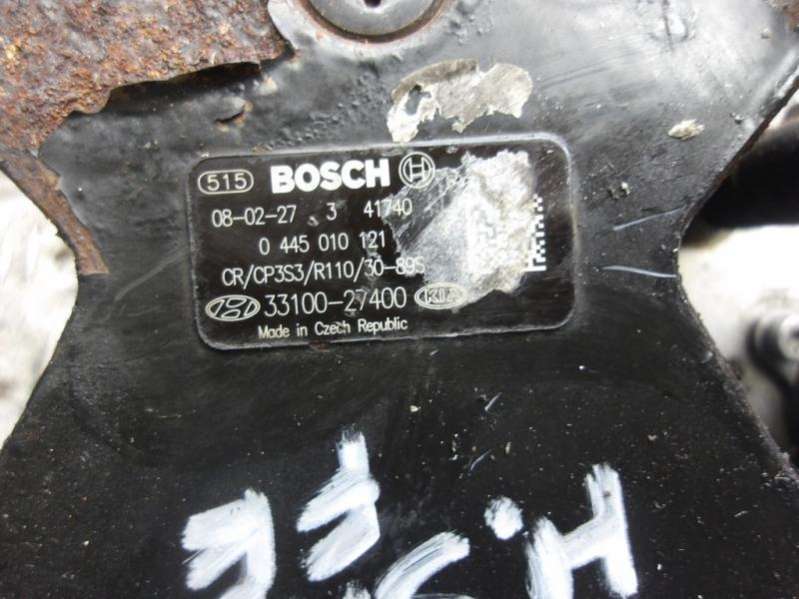 515 BOSCH
08-02-27 3 41740
0 445 010 121
CR/CP3S3/R110/30-89S
33100-27400 KIA
Made in Czech Republic